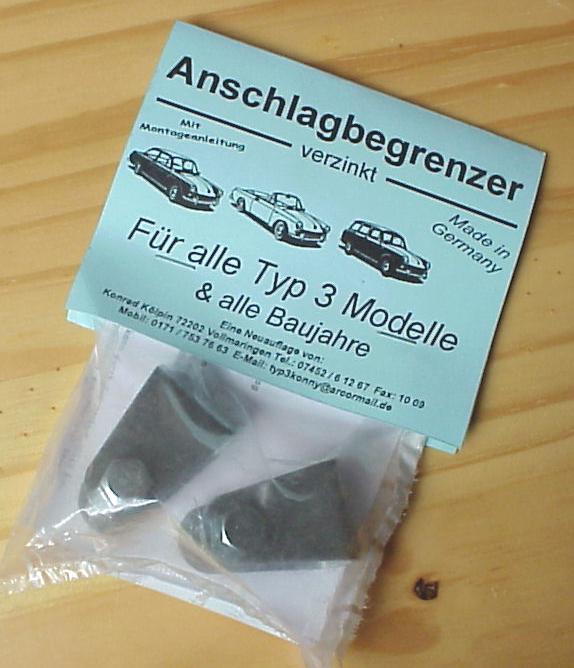 Anschlagbegrenzer
Mit
Montageanleitung
verzinkt
Made in
Germany
Für alle Typ 3 Modelle
& alle Baujahre
Eine Neuauflage von:
Konrad Kölpin 72202 Vollmaringen Tel.: 07452 / 6 12 67 Fax: 10 09
Mobil: 0171 / 753 76 63 E-Mail: typ3konny@arcormail.de